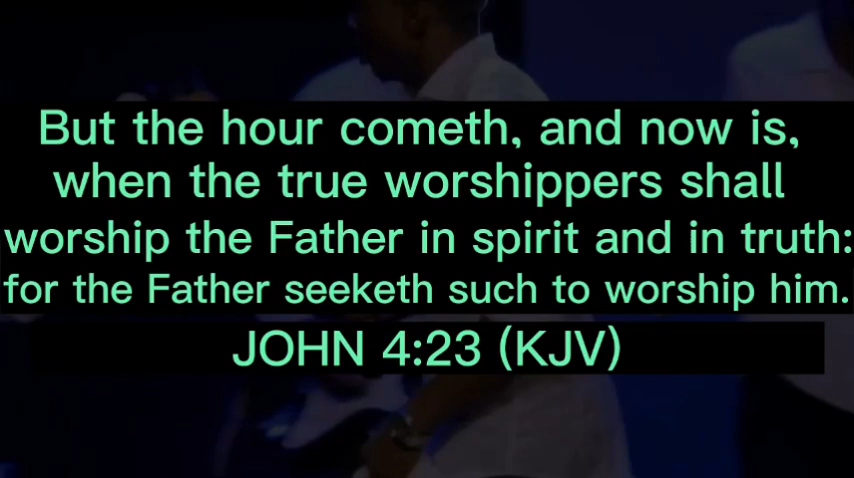 But the hour cometh, and now is,
when the true worshippers shall
worship the Father in spirit and in truth:
for the Father seeketh such to worship him.
JOHN 4:23 (KJV)